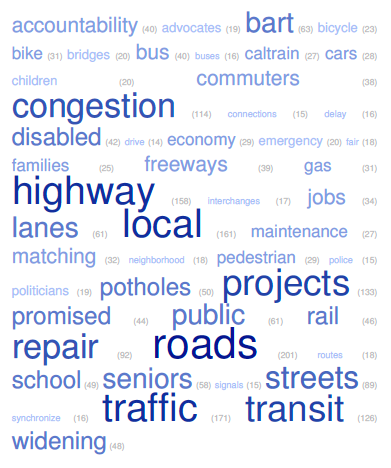 accountability (40) advocates (19) bart (63) bicycle (23)
bike (31) bridges (20) bus (40) buses (16) caltrain (27) cars (28)
children (20) commuters (38)
congestion (114) connections (15) delay (16)
disabled (42) drive (14) economy (29) emergency (20) fair (18)
families (25) freeways (39) gas (31)
highway (158) interchanges (17) jobs (34)
lanes (61) local (161) maintenance (27)
matching (32) neighborhood (18) pedestrian (29) police (15)
politicians (19) potholes (50) projects (133)
promised (44) public (61) rail (46)
repair (92) roads (201) routes (18)
school (49) seniors (58) signals (15) streets (89)
synchronize (16) traffic (171) transit (126)
widening (48)